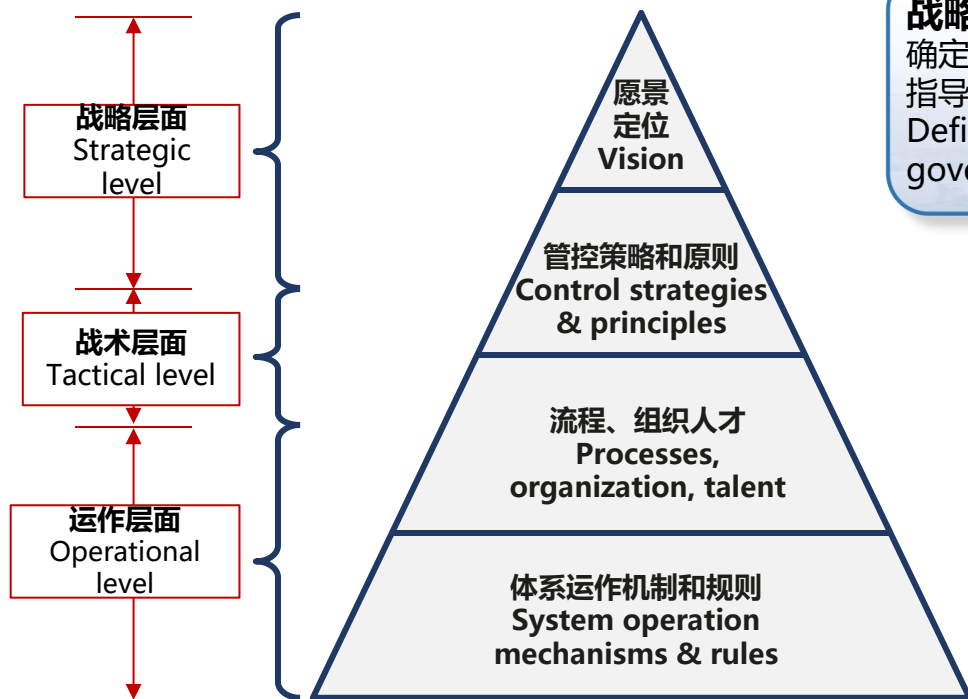 战略层面
Strategic
level
战术层面
Tactical level
运作层面
Operational
level
愿景
定位
Vision
管控策略和原则
Control strategies
& principles
流程、组织人才
Processes,
organization, talent
体系运作机制和规则
System operation
mechanisms & rules
战略
确定
指导
Defi
gove